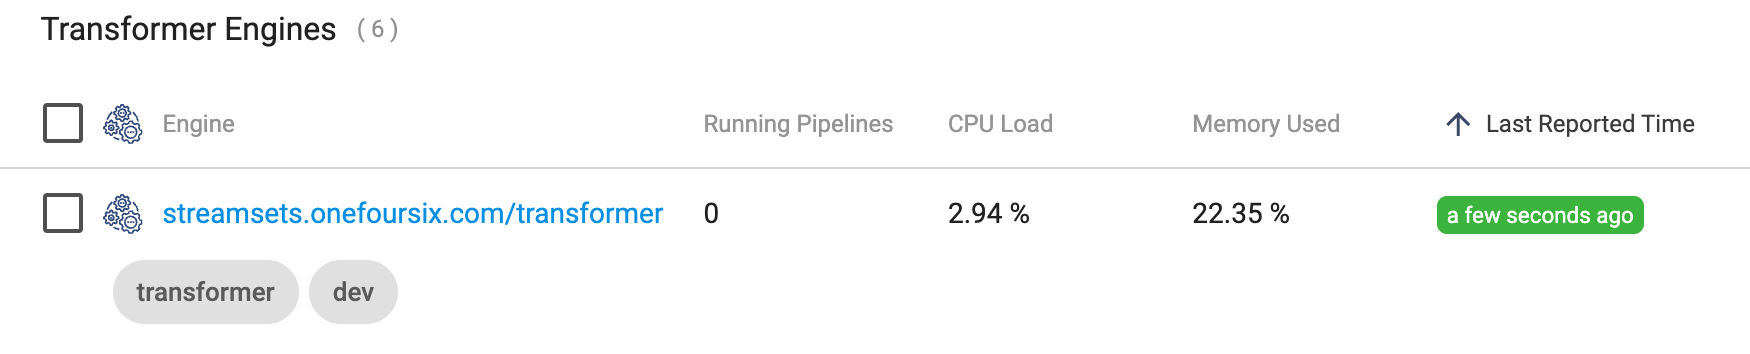 Transformer Engines (6)
Engine Running Pipelines CPU Load Memory Used Last Reported Time
streamsets.onefoursix.com/transformer 0 2.94 % 22.35 % a few seconds ago
transformer dev